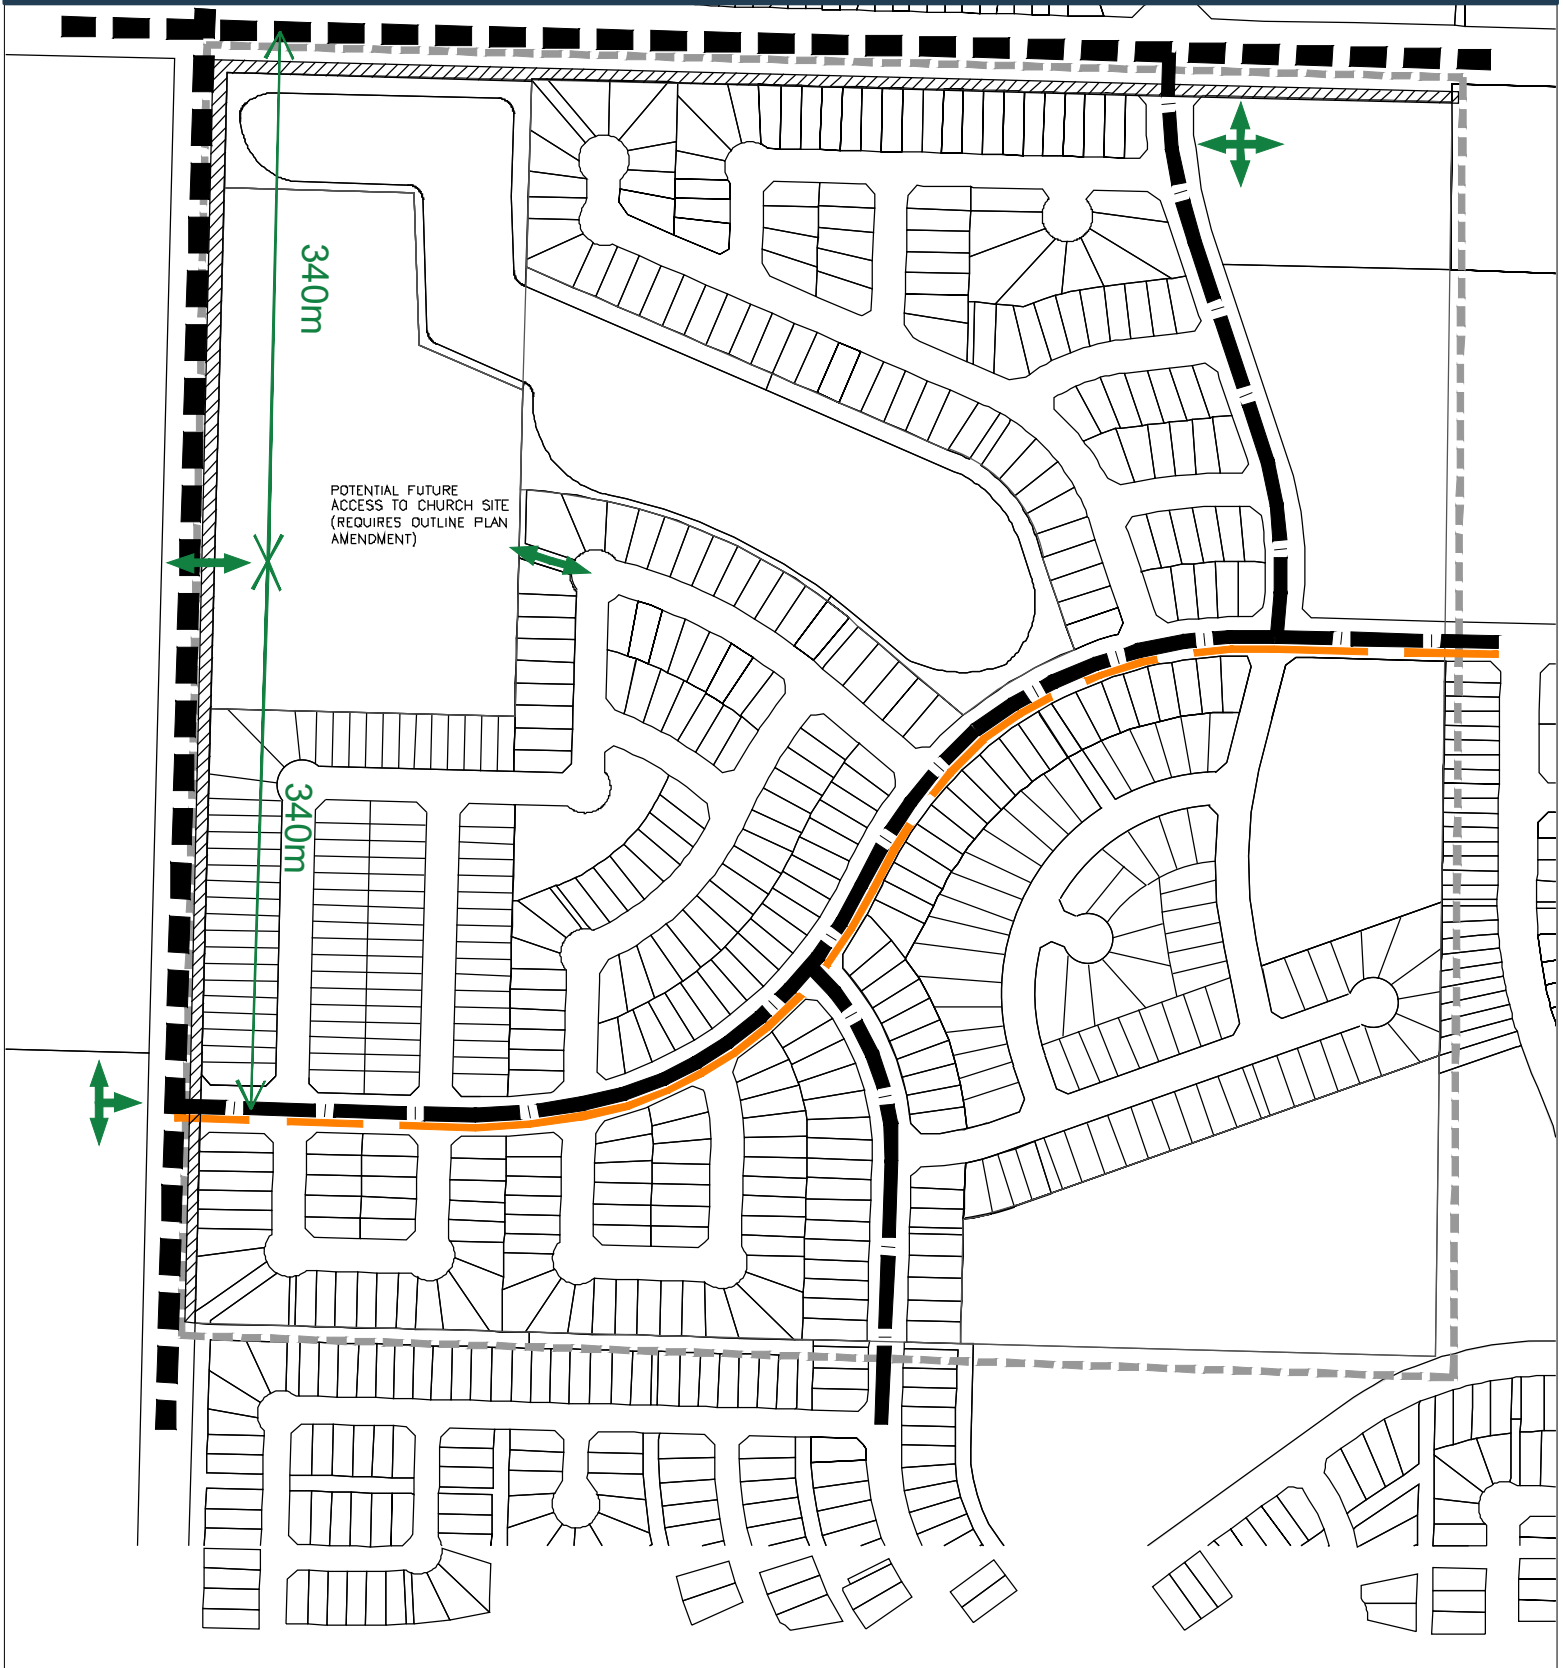 340m
POTENTIAL FUTURE
ACCESS TO CHURCH SITE
(REQUIRES OUTLINE PLAN
AMENDMENT)
340m